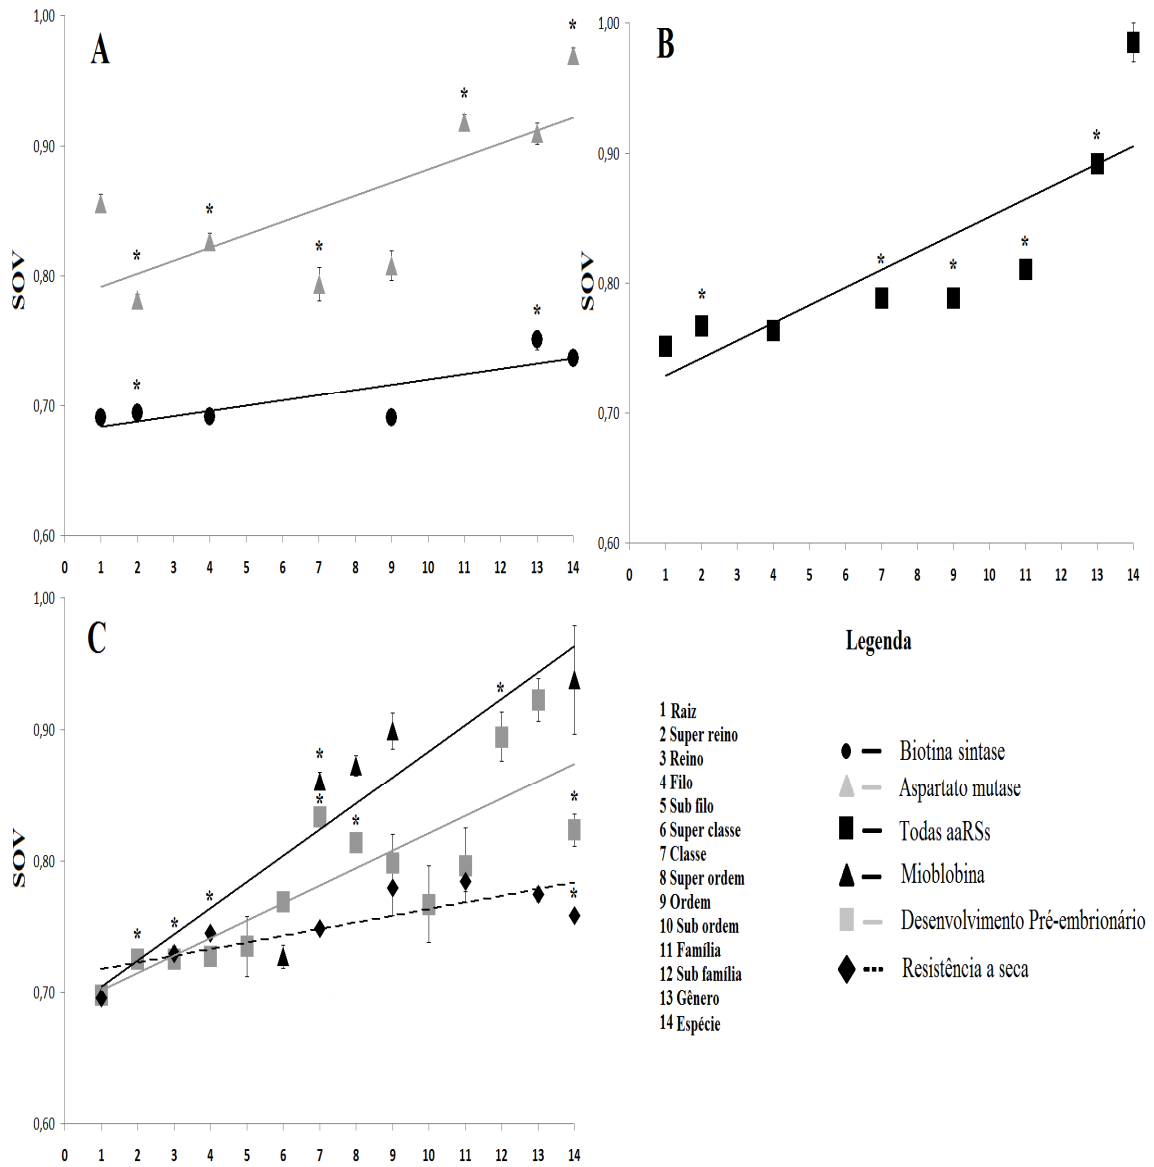 A
1,00
0,90
0,80
0,70
0,60
SOV
* * * * * * * *
0 1 2 3 4 5 6 7 8 9 10 11 12 13 14
B
1,00
0,90
0,80
0,70
0,60
SOV
* * * * *
0 1 2 3 4 5 6 7 8 9 10 11 12 13 14
C
1,00
0,90
0,80
0,70
0,60
SOV
* * * * * * * * *
0 1 2 3 4 5 6 7 8 9 10 11 12 13 14
Legenda
1 Raiz
2 Super reino
3 Reino
4 Filo
5 Sub filo
6 Super classe
7 Classe
8 Super ordem
9 Ordem
10 Sub ordem
11 Família
12 Sub família
13 Gênero
14 Espécie
Biotina sintase
Aspartato mutase
Todas aaRSs
Mioblobina
Desenvolvimento Pré-embrionário
Resistência a seca